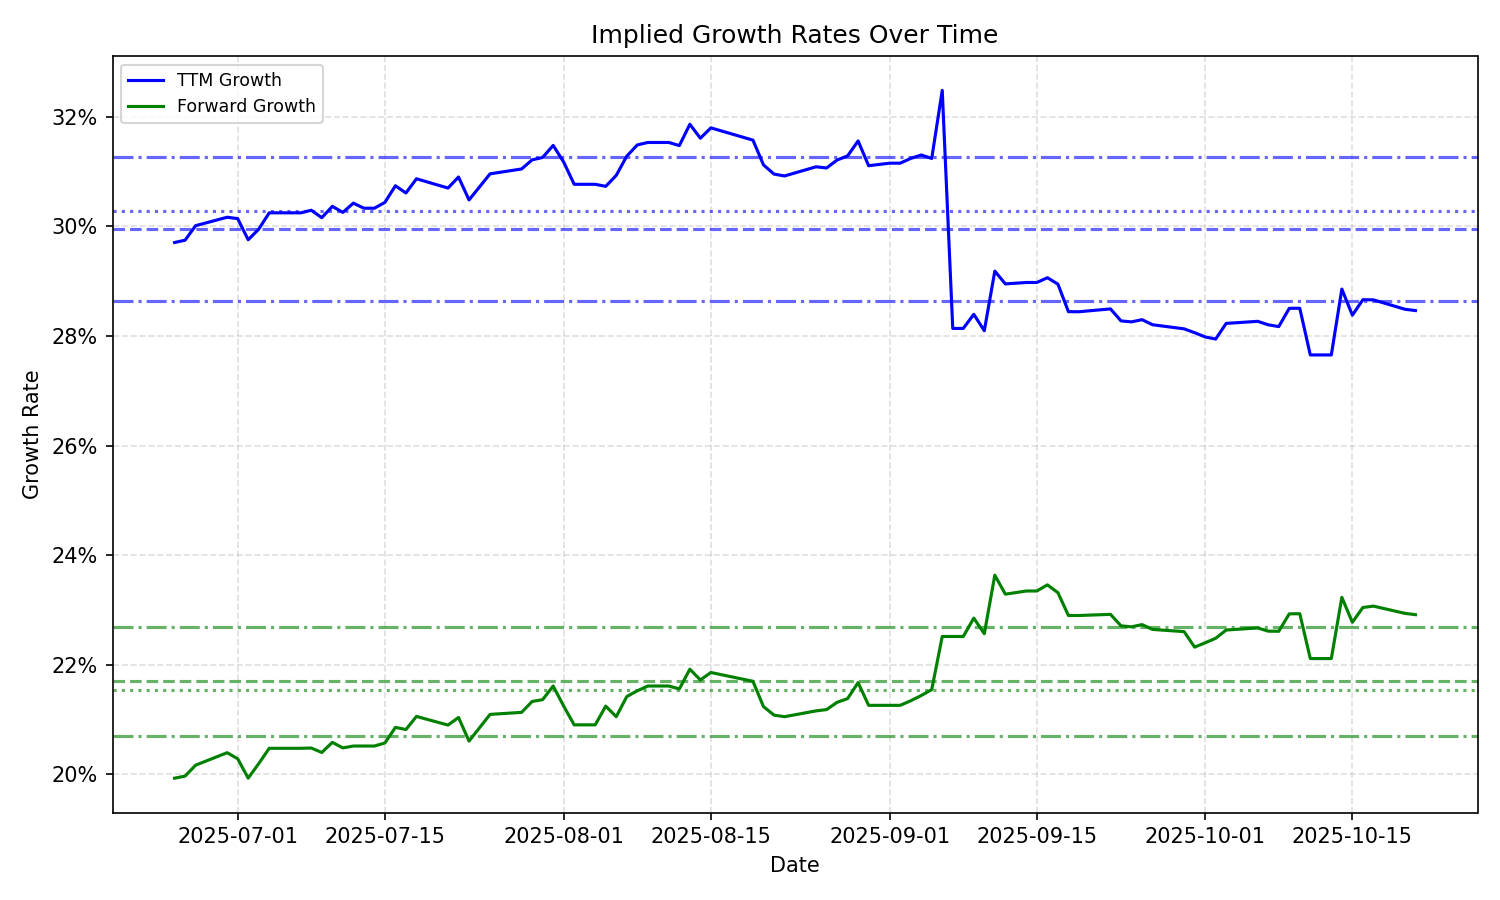 Implied Growth Rates Over Time
TTM Growth
Forward Growth
32%
30%
28%
26%
24%
22%
20%
Growth Rate
2025-07-01 2025-07-15 2025-08-01 2025-08-15 2025-09-01 2025-09-15 2025-10-01 2025-10-15
Date